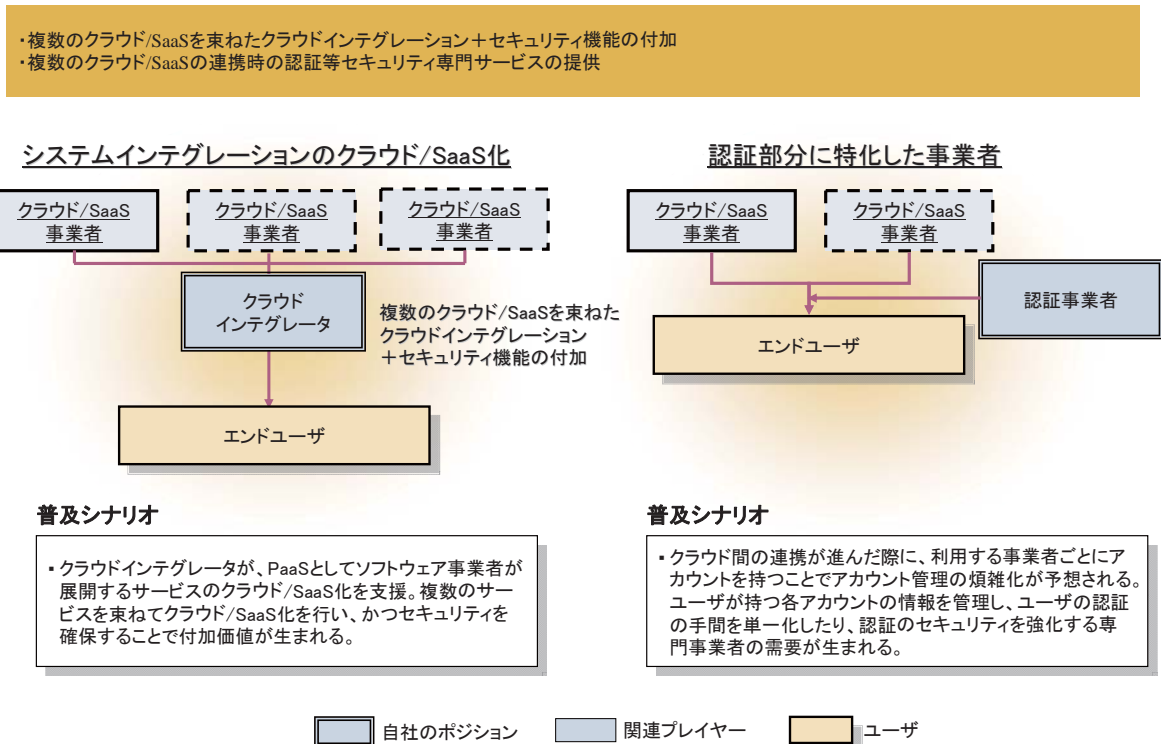 ・複数のクラウド/SaaSを束ねたクラウドインテグレーション＋セキュリティ機能の付加
・複数のクラウド/SaaSの連携時の認証等セキュリティ専門サービスの提供
システムインテグレーションのクラウド/SaaS化
クラウド/SaaS
事業者
クラウド/SaaS
事業者
クラウド/SaaS
事業者
クラウド
インテグレータ
複数のクラウド/SaaSを束ねた
クラウドインテグレーション
＋セキュリティ機能の付加
エンドユーザ
普及シナリオ
▪クラウドインテグレータが、PaaSとしてソフトウェア事業者が
展開するサービスのクラウド/SaaS化を支援。複数のサー
ビスを束ねてクラウド/SaaS化を行い、かつセキュリティを
確保することで付加価値が生まれる。
認証部分に特化した事業者
クラウド/SaaS
事業者
クラウド/SaaS
事業者
認証事業者
エンドユーザ
普及シナリオ
▪クラウド間の連携が進んだ際に、利用する事業者ごとにア
カウントを持つことでアカウント管理の煩雑化が予想される。
ユーザが持つ各アカウントの情報を管理し、ユーザの認証
の手間を単一化したり、認証のセキュリティを強化する専
門事業者の需要が生まれる。
自社のポジション
関連プレイヤー
ユーザ